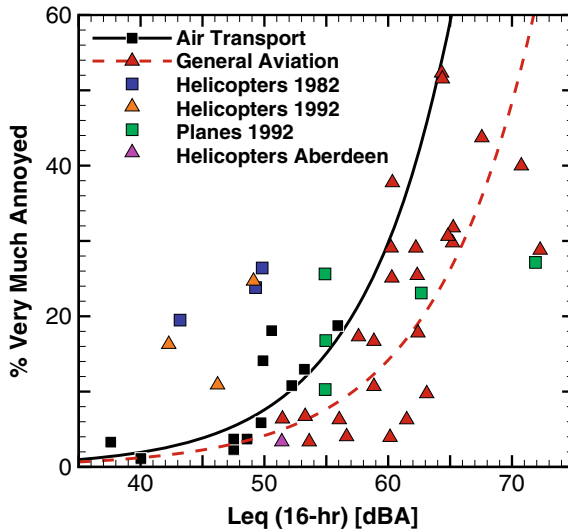 60
Air Transport
General Aviation
Helicopters 1982
Helicopters 1992
Planes 1992
Helicopters Aberdeen
40
20
0
% Very Much Annoyed
40 50 60 70
Leq (16-hr) [dBA]